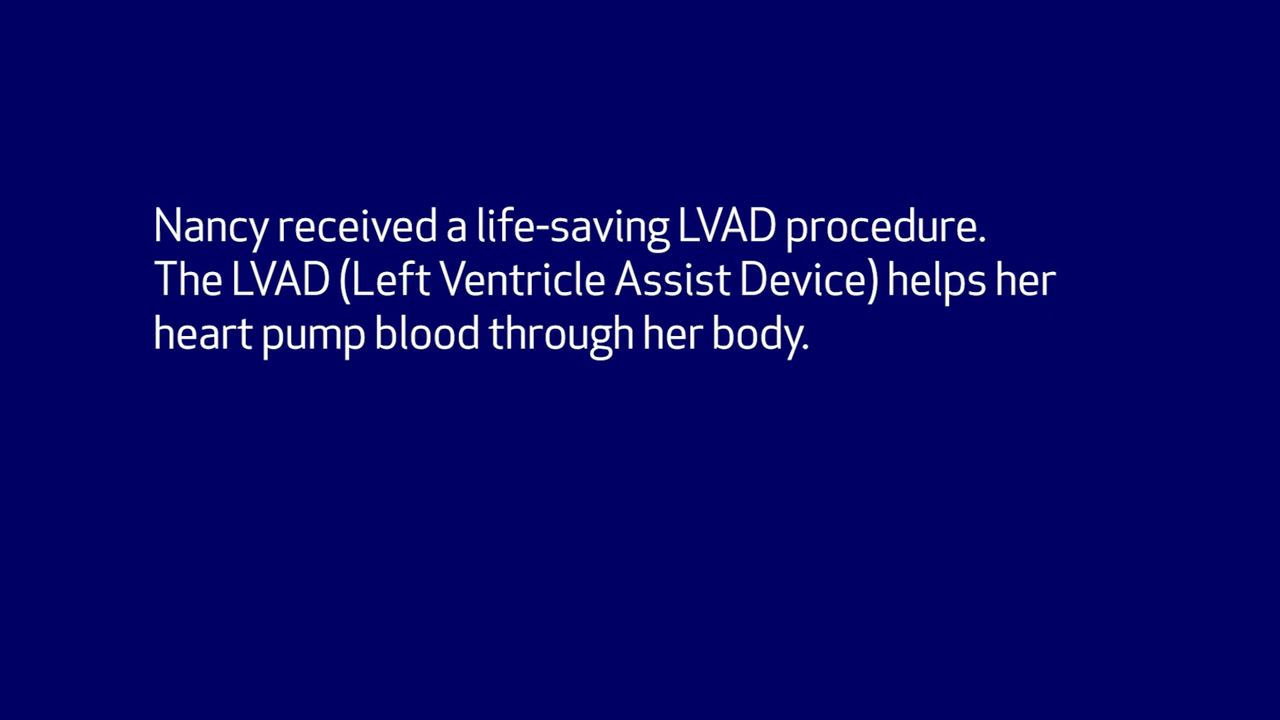 Nancy received a life-saving LVAD procedure.
The LVAD (Left Ventricle Assist Device) helps her
heart pump blood through her body.